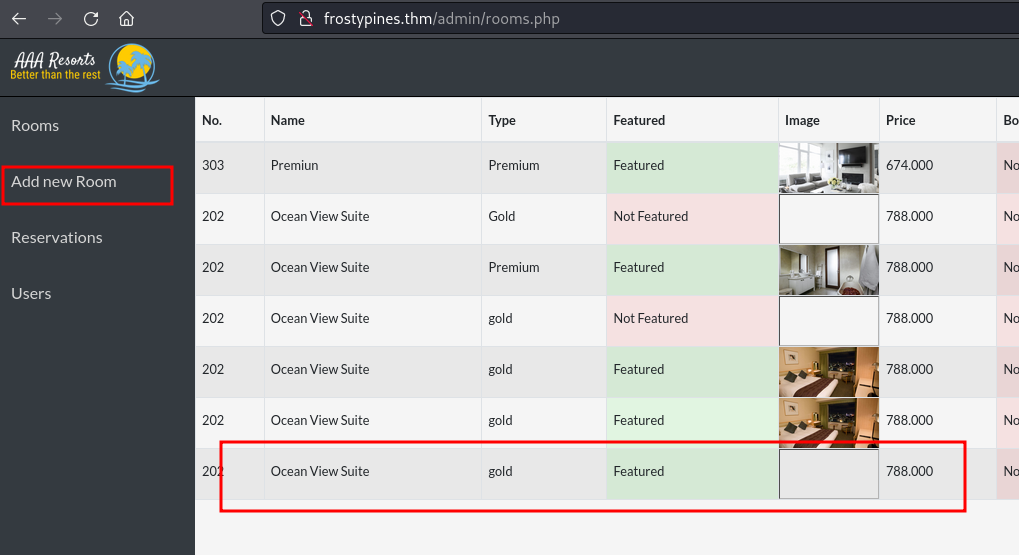 frostypines.thm/admin/rooms.php
AAA Resorts
Better than the rest
Rooms
Add new Room
Reservations
Users
No. Name Type Featured Image Price Bo
303 Premiun Premium Featured 674.000 No
202 Ocean View Suite Gold Not Featured 788.000 No
202 Ocean View Suite Premium Featured 788.000 No
202 Ocean View Suite gold Not Featured 788.000 No
202 Ocean View Suite gold Featured 788.000 No
202 Ocean View Suite gold Featured 788.000 No
202 Ocean View Suite gold Featured 788.000 No